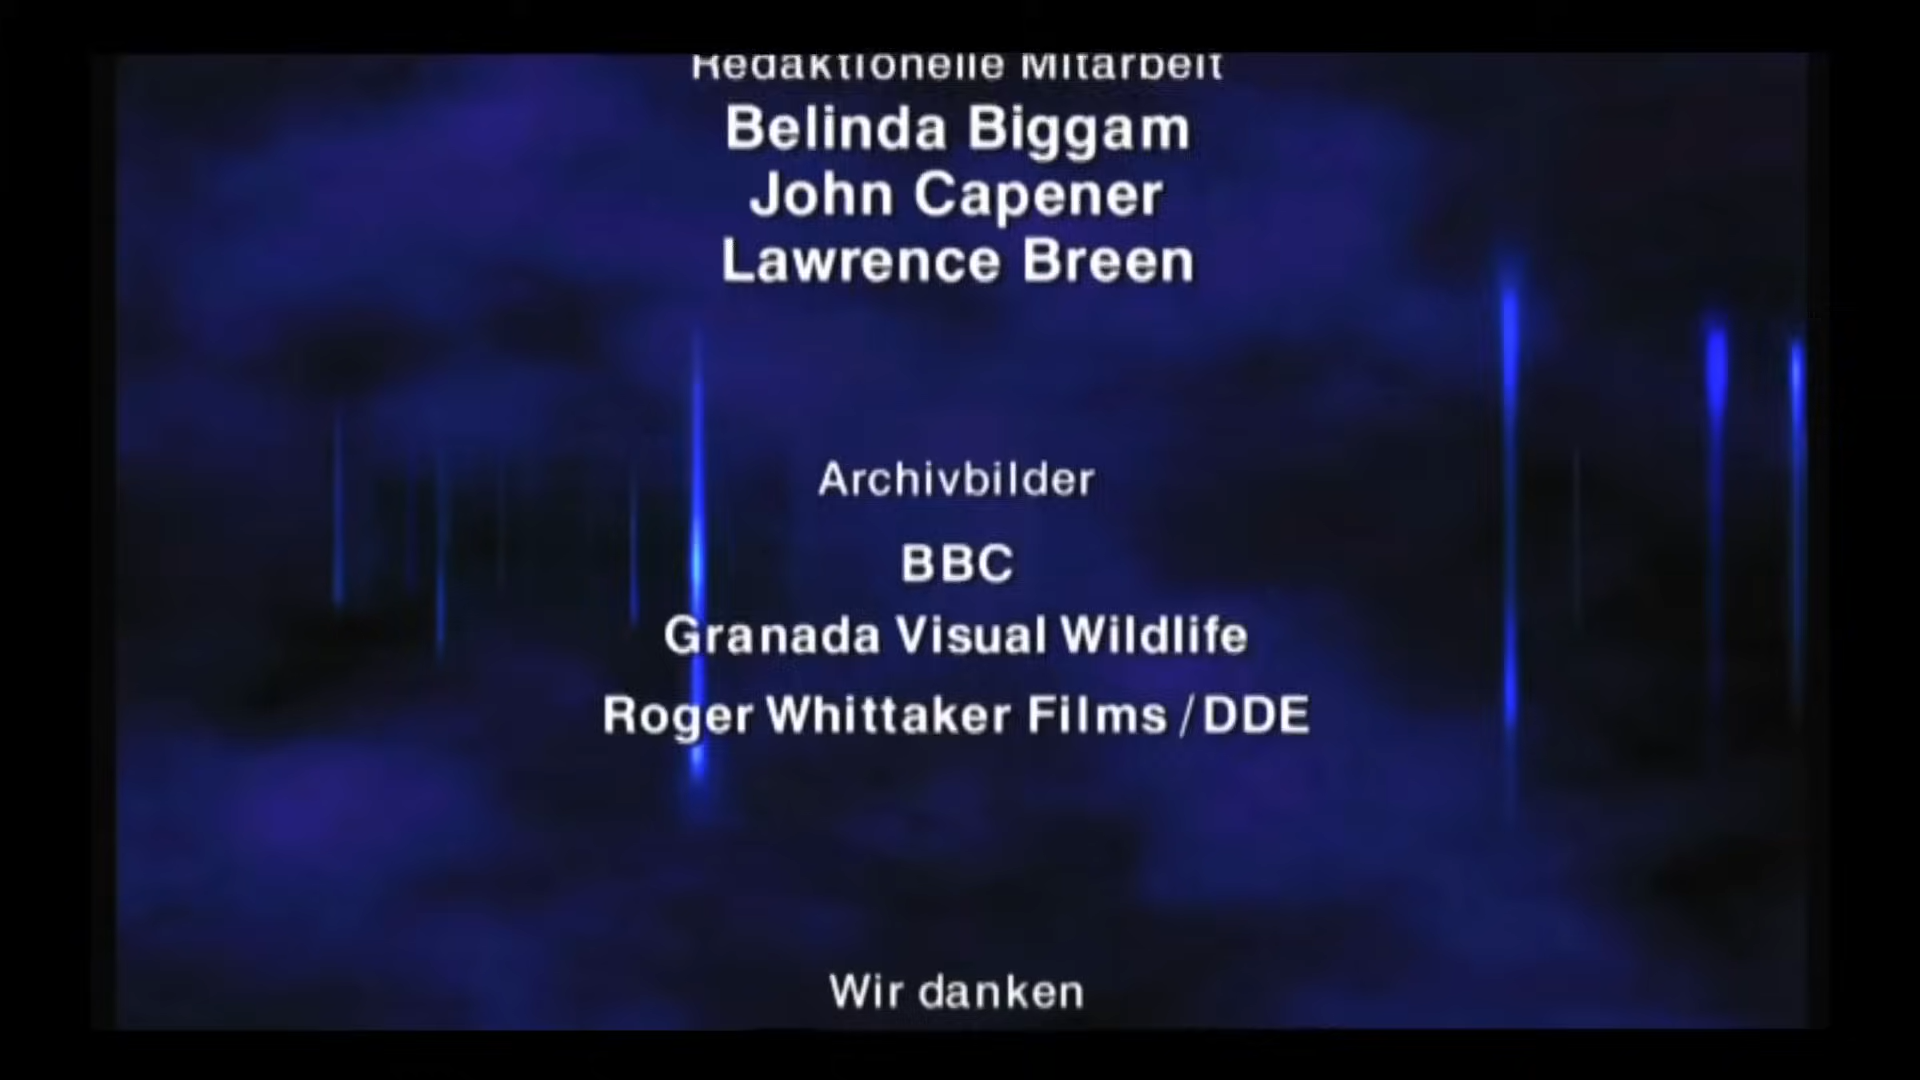 Redaktionelle Mitarbeit
Belinda Biggam
John Capener
Lawrence Breen
Archivbilder
BBC
Granada Visual Wildlife
Roger Whittaker Films / DDE
Wir danken